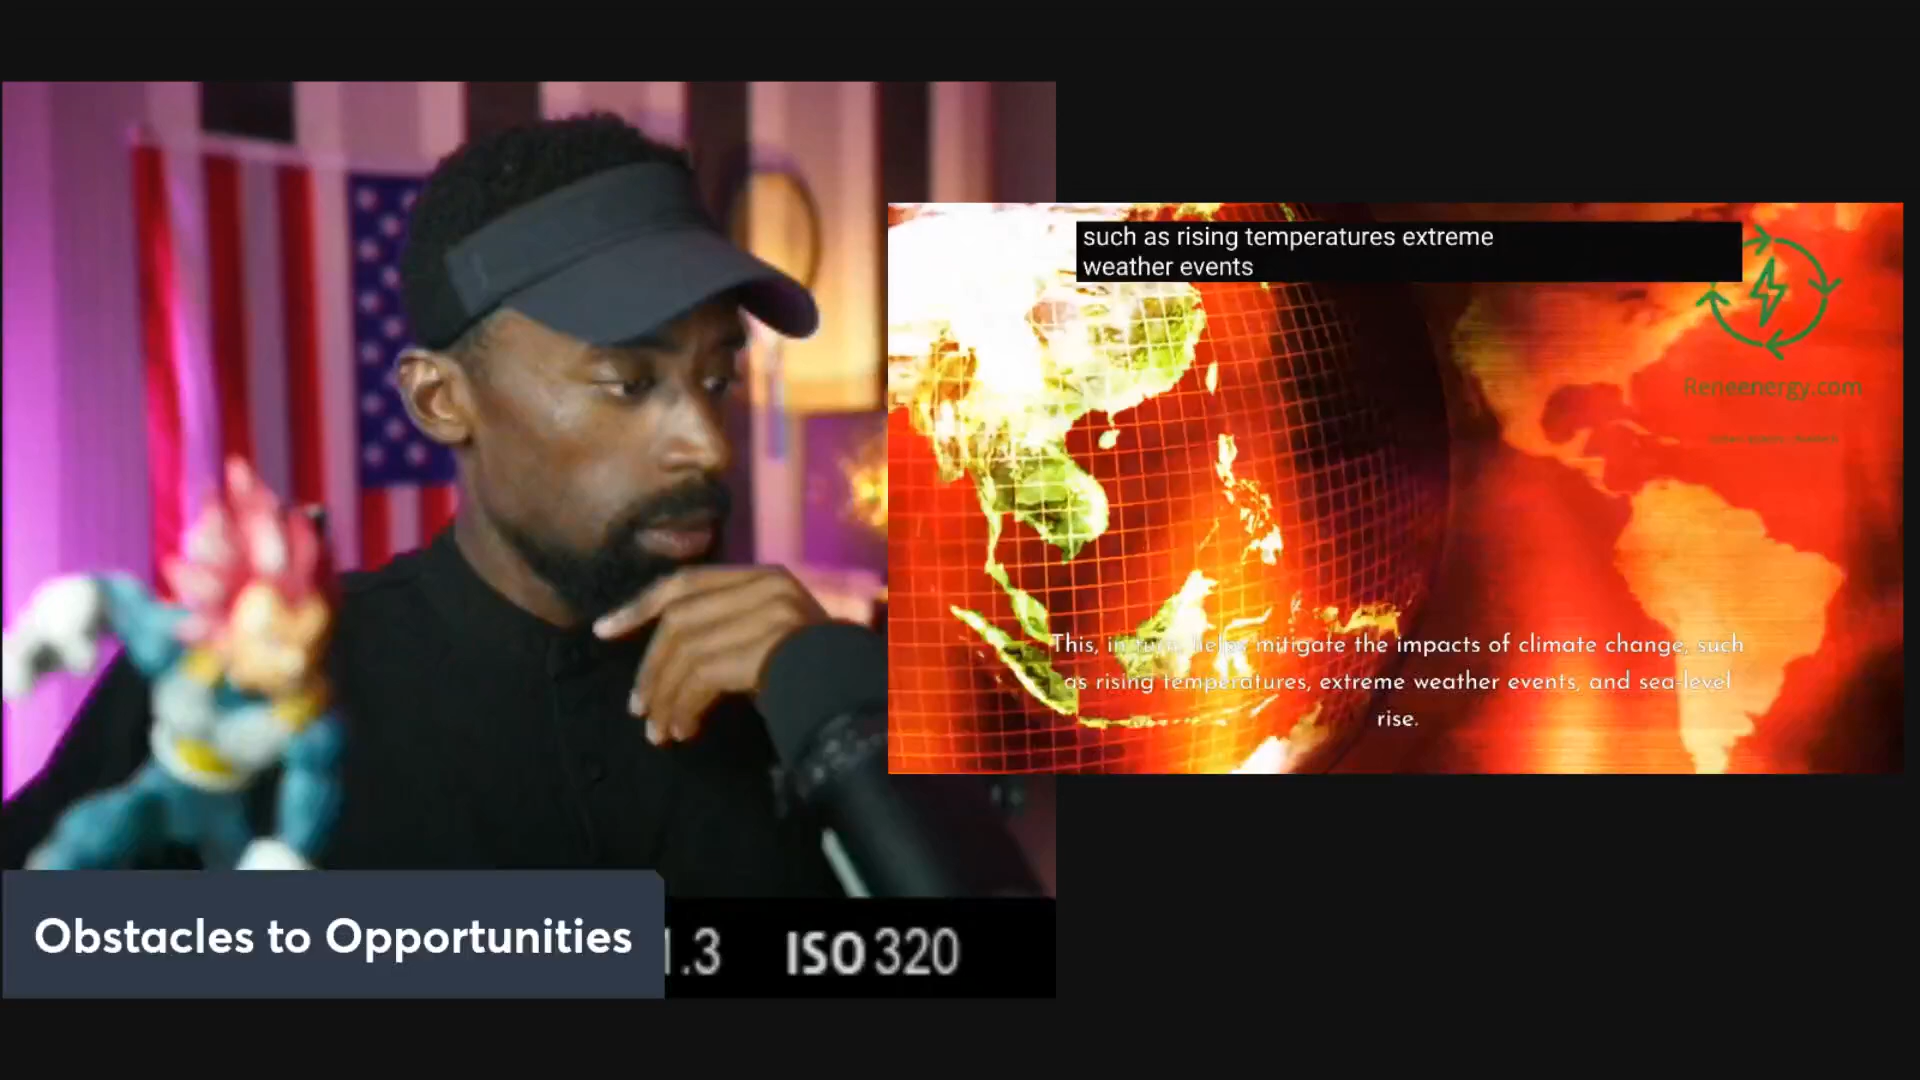 such as rising temperatures extreme
weather events
Reneenergy.com
This, in turn, helps mitigate the impacts of climate change, such
as rising temperatures, extreme weather events, and sea-level
rise.
Obstacles to Opportunities
1.3 ISO 320